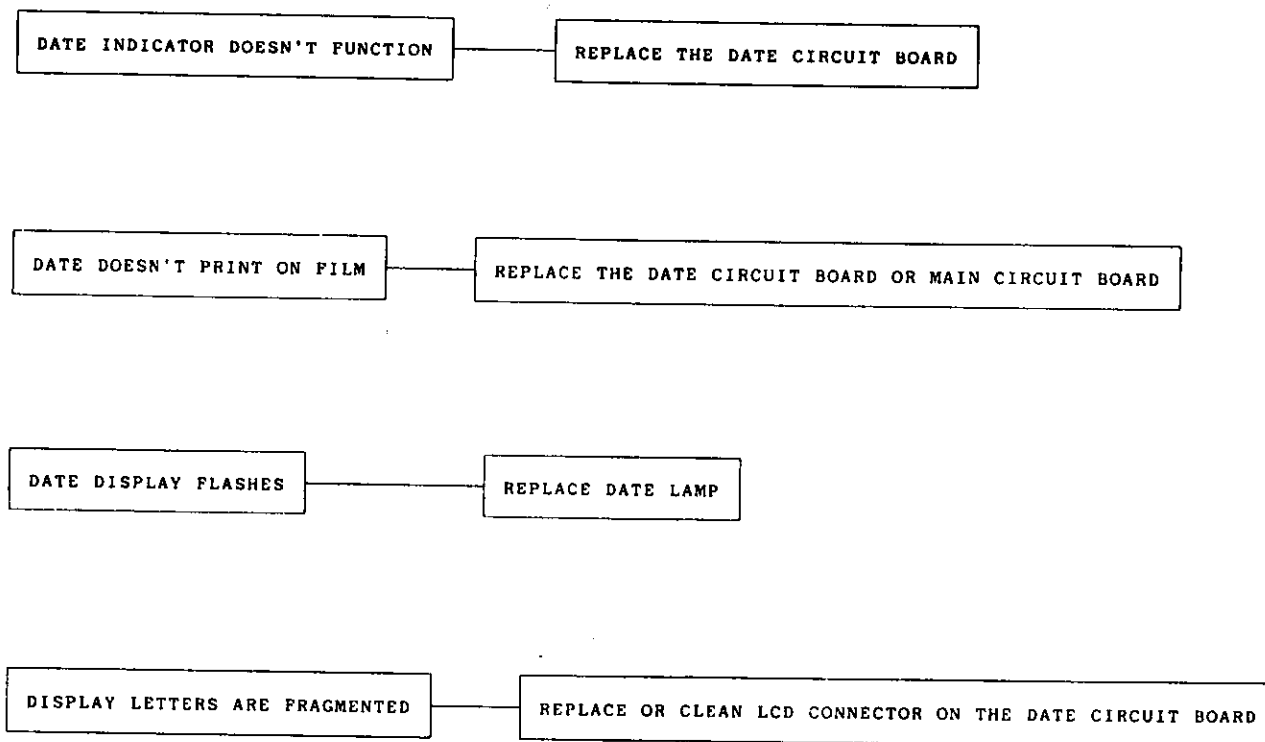 DATE INDICATOR DOESN'T FUNCTION
REPLACE THE DATE CIRCUIT BOARD
DATE DOESN'T PRINT ON FILM
REPLACE THE DATE CIRCUIT BOARD OR MAIN CIRCUIT BOARD
DATE DISPLAY FLASHES
REPLACE DATE LAMP
DISPLAY LETTERS ARE FRAGMENTED
REPLACE OR CLEAN LCD CONNECTOR ON THE DATE CIRCUIT BOARD